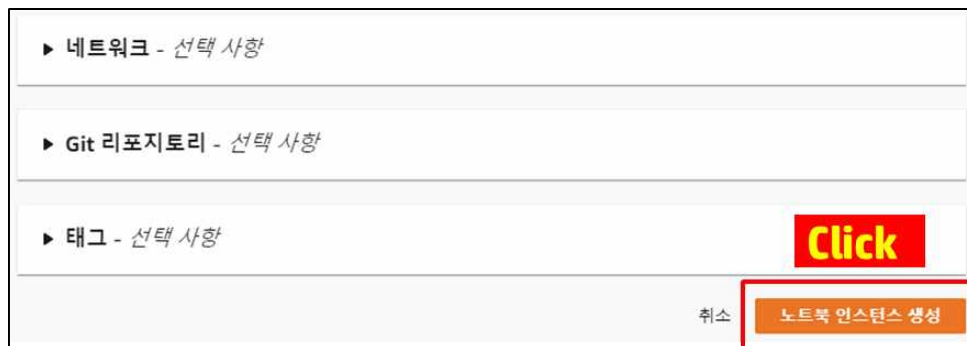 ▶ 네트워크 - 선택 사항
▶ Git 리포지토리 - 선택 사항
▶ 태그 - 선택 사항
Click
취소 노트북 인스턴스 생성